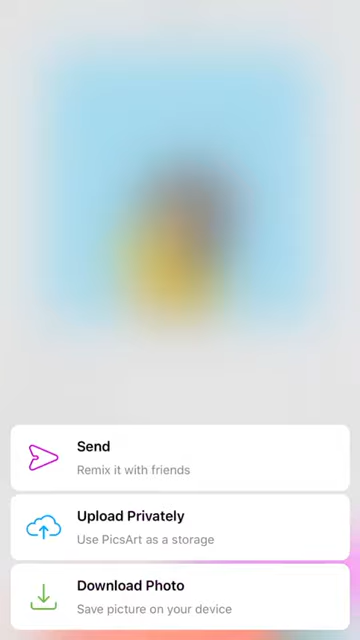 Send
Remix it with friends
Upload Privately
Use PicsArt as a storage
Download Photo
Save picture on your device